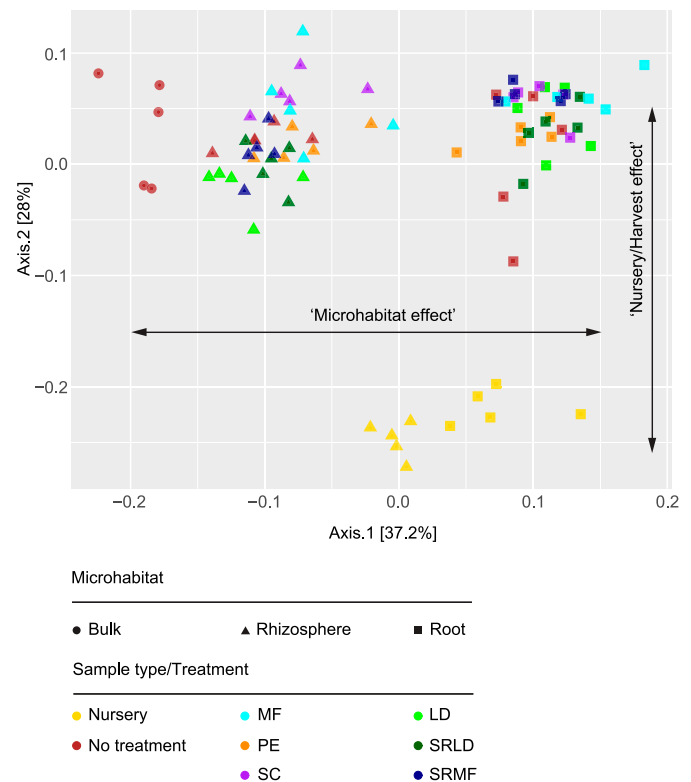 0.1
0.0
−0.1
−0.2
Axis.2 [28%]
'Microhabitat effect'
'Nursery/Harvest effect'
−0.2
−0.1
0.0
0.1
0.2
Axis.1 [37.2%]
Microhabitat
Bulk
Rhizosphere
Root
Sample type/Treatment
Nursery
MF
LD
No treatment
PE
SRLD
SC
SRMF